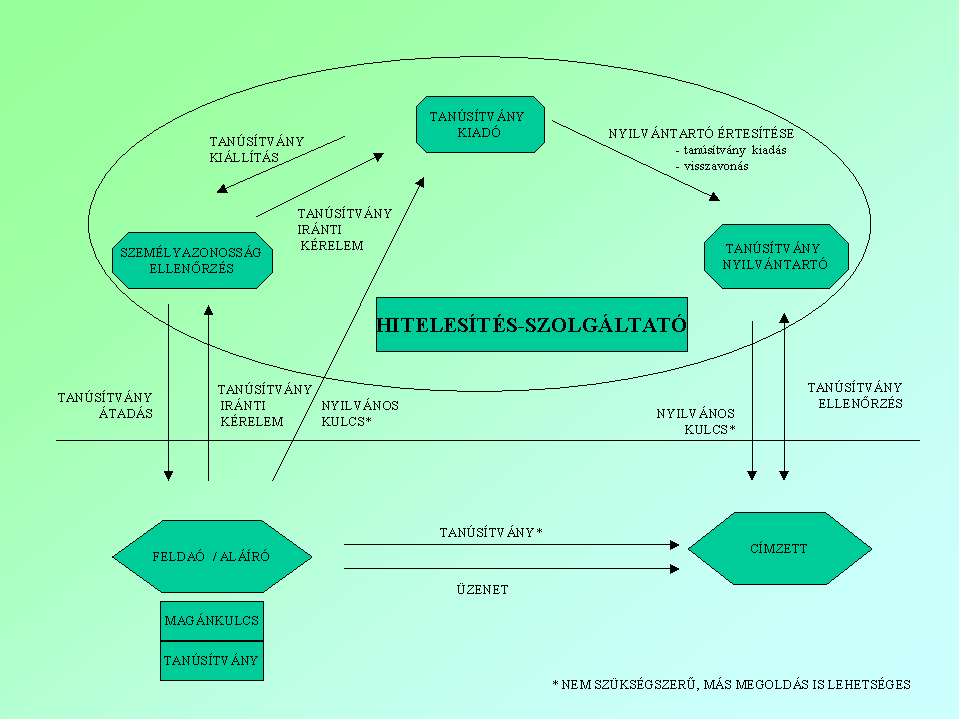 TANÚSÍTVÁNY
KIADÓ
TANÚSÍTVÁNY
KIÁLLÍTÁS
NYILVÁNTARTÓ ÉRTESÍTÉSE
- tanúsítvány kiadás
- visszavonás
TANÚSÍTVÁNY
IRÁNTI
KÉRELEM
SZEMÉLYAZONOSSÁG
ELLENŐRZÉS
TANÚSÍTVÁNY
NYILVÁNTARTÓ
HITELESÍTÉS-SZOLGÁLTATÓ
TANÚSÍTVÁNY
ÁTADÁS
TANÚSÍTVÁNY
IRÁNTI
KÉRELEM
NYILVÁNOS
KULCS*
NYILVÁNOS
KULCS*
TANÚSÍTVÁNY
ELLENŐRZÉS
FELDAÓ / ALÁÍRÓ
TANÚSÍTVÁNY*
ÜZENET
CÍMZETT
MAGÁNKULCS
TANÚSÍTVÁNY
* NEM SZÜKSÉGSZERŰ, MÁS MEGOLDÁS IS LEHETSÉGES